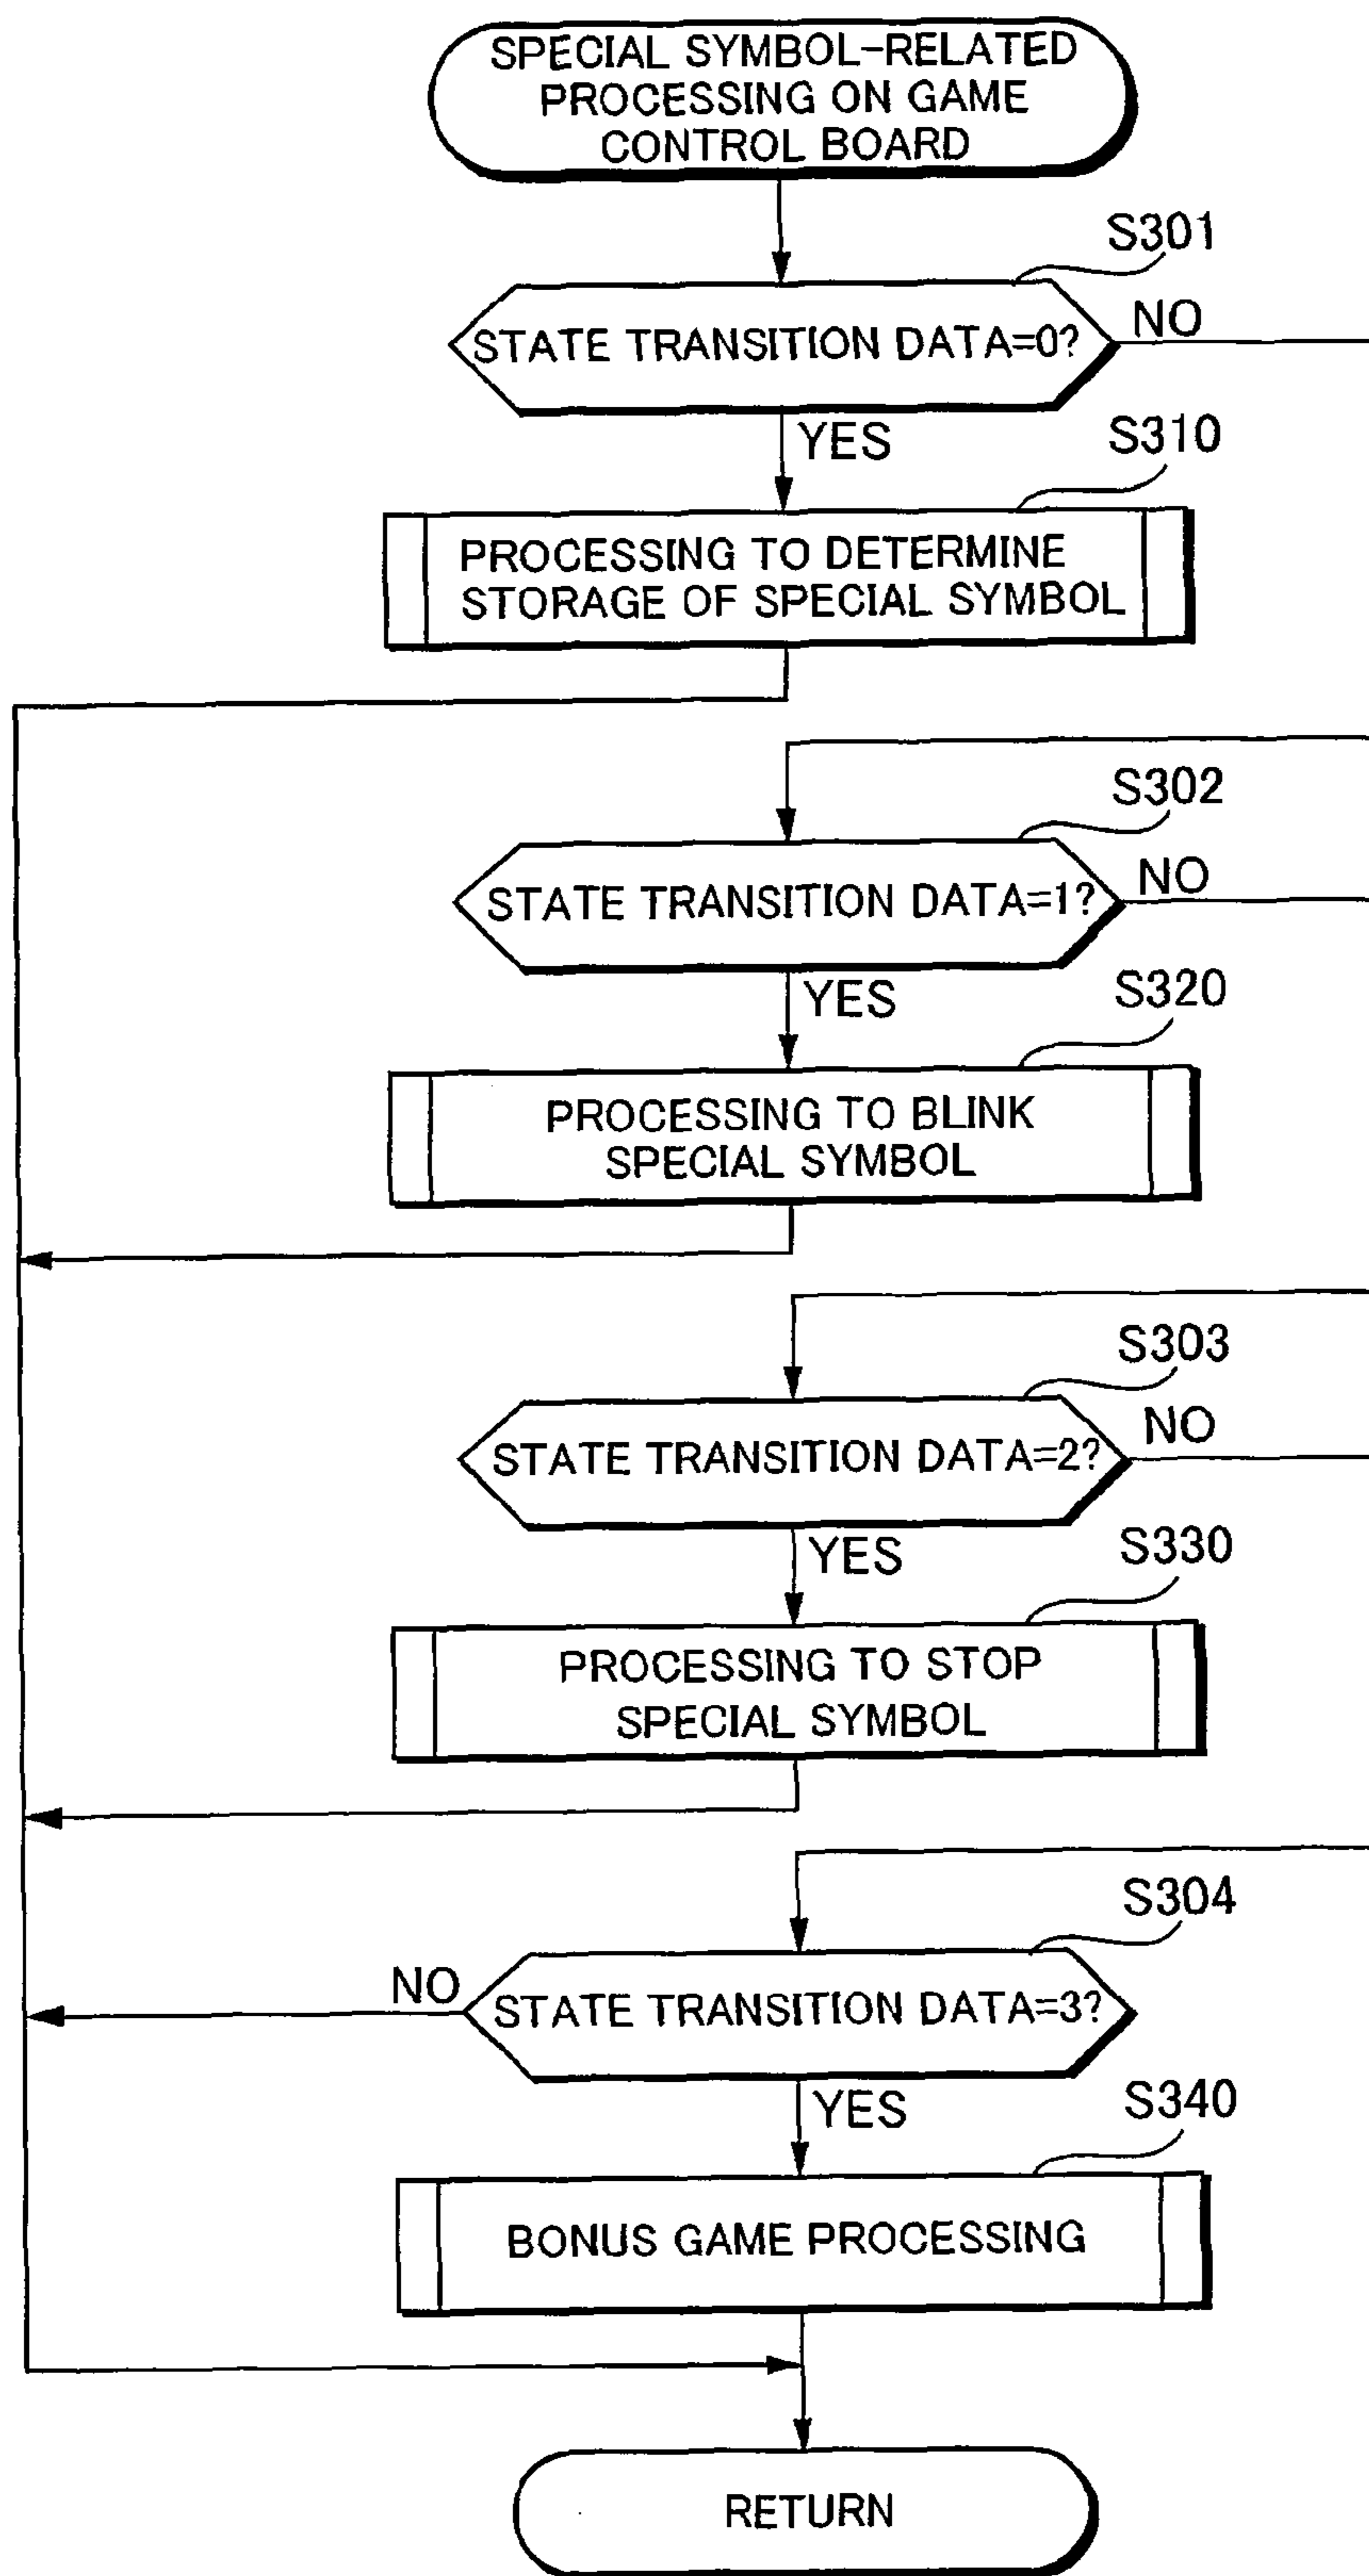 SPECIAL SYMBOL-RELATED
PROCESSING ON GAME
CONTROL BOARD
S301
STATE TRANSITION DATA=0?
NO
YES
S310
PROCESSING TO DETERMINE
STORAGE OF SPECIAL SYMBOL
S302
STATE TRANSITION DATA=1?
NO
YES
S320
PROCESSING TO BLINK
SPECIAL SYMBOL
S303
STATE TRANSITION DATA=2?
NO
YES
S330
PROCESSING TO STOP
SPECIAL SYMBOL
S304
NO
STATE TRANSITION DATA=3?
YES
S340
BONUS GAME PROCESSING
RETURN